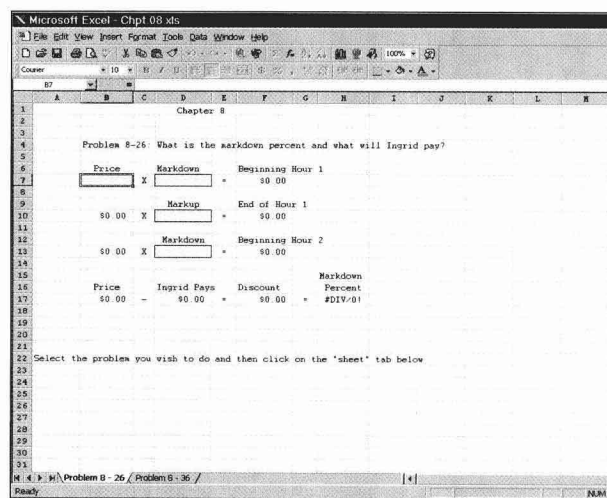 Microsoft Excel - Chpt 08 xls
File Edit View Insert Format Tools Data Window Help
100%
Courier 10 B I U
B7 =
A B C D E F G H I J K L M
1 Chapter 8
2
3
4 Problem 8-26: What is the markdown percent and what will Ingrid pay?
5
6 Price Markdown Beginning Hour 1
7 X = $0.00
8
9 Markup End of Hour 1
10 $0.00 X = $0.00
11
12 Markdown Beginning Hour 2
13 $0.00 X = $0.00
14
15 Markdown
16 Price Ingrid Pays Discount Percent
17 $0.00 - $0.00 = $0.00 = #DIV/0!
18
19
20
21
22 Select the problem you wish to do and then click on the "sheet" tab below
23
24
25
26
27
28
29
30
31
Problem 8 - 26 / Problem 8 - 36 /
Ready NUM